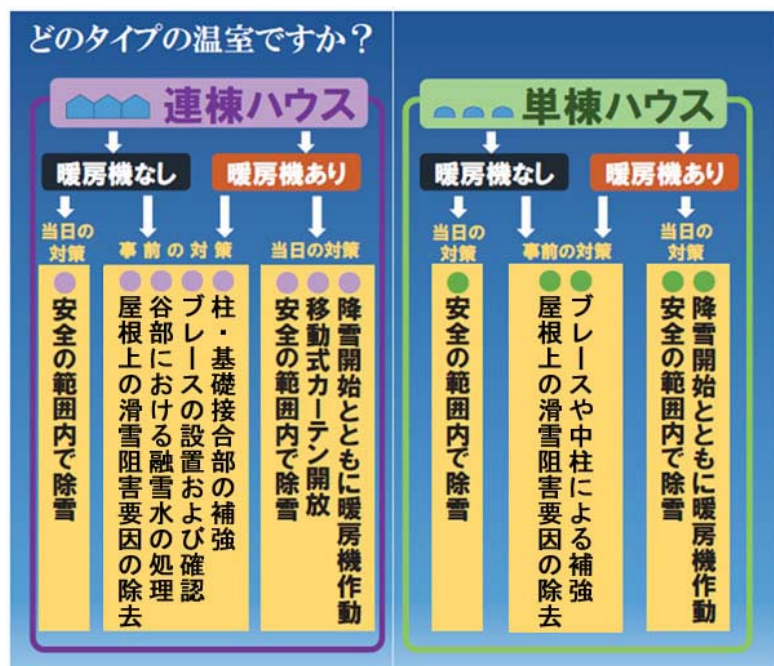 どのタイプの温室ですか？
連棟ハウス
暖房機なし
暖房機あり
当日の
対策
事前の対策
当日の対策
安全の範囲内で除雪
柱・基礎接合部の補強
ブレースの設置および確認
谷部における融雪水の処理
屋根上の滑雪阻害要因の除去
降雪開始とともに暖房機作動
移動式カーテン開放
安全の範囲内で除雪
単棟ハウス
暖房機なし
暖房機あり
当日の
対策
事前の対策
当日の
対策
安全の範囲内で除雪
ブレースや中柱による補強
屋根上の滑雪阻害要因の除去
降雪開始とともに暖房機作動
安全の範囲内で除雪